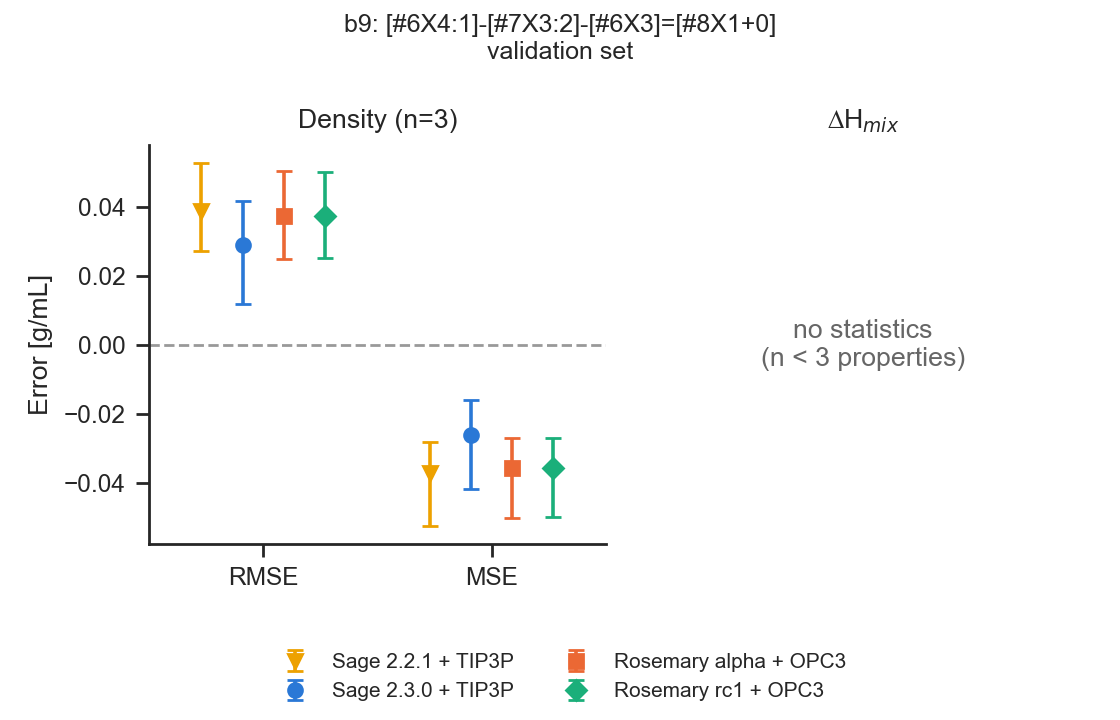 b9: [#6X4:1]-[#7X3:2]-[#6X3]=[#8X1+0]
validation set
Density (n=3)
ΔH_mix
Error [g/mL]
0.04
0.02
0.00
−0.02
−0.04
no statistics
(n < 3 properties)
RMSE
MSE
Sage 2.2.1 + TIP3P
Sage 2.3.0 + TIP3P
Rosemary alpha + OPC3
Rosemary rc1 + OPC3